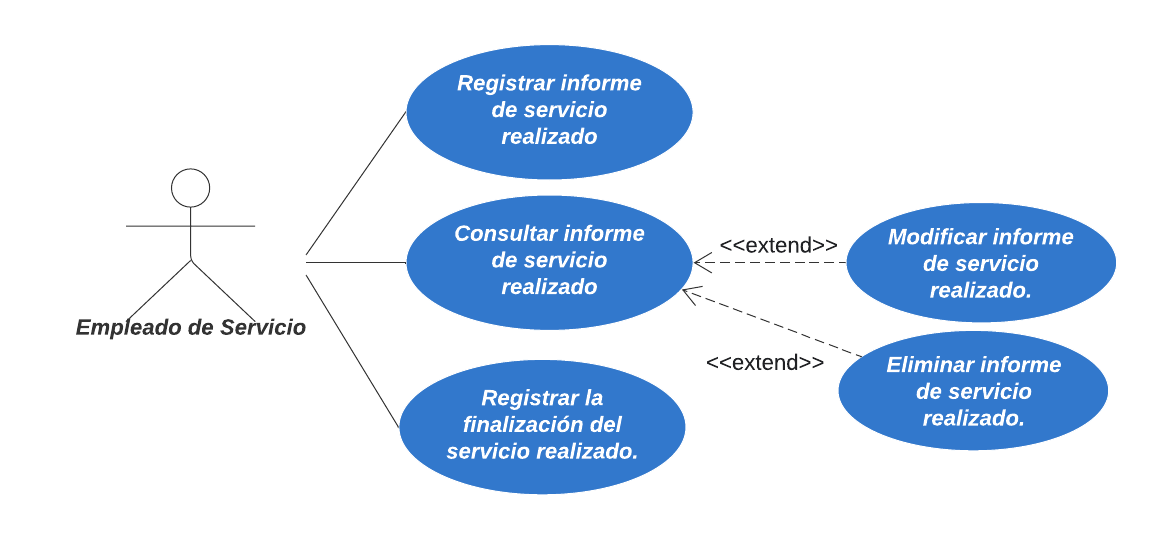 Registrar informe
de servicio
realizado
Empleado de Servicio
Consultar informe
de servicio
realizado
<<extend>>
Modificar informe
de servicio
realizado.
<<extend>>
Eliminar informe
de servicio
realizado.
Registrar la
finalización del
servicio realizado.